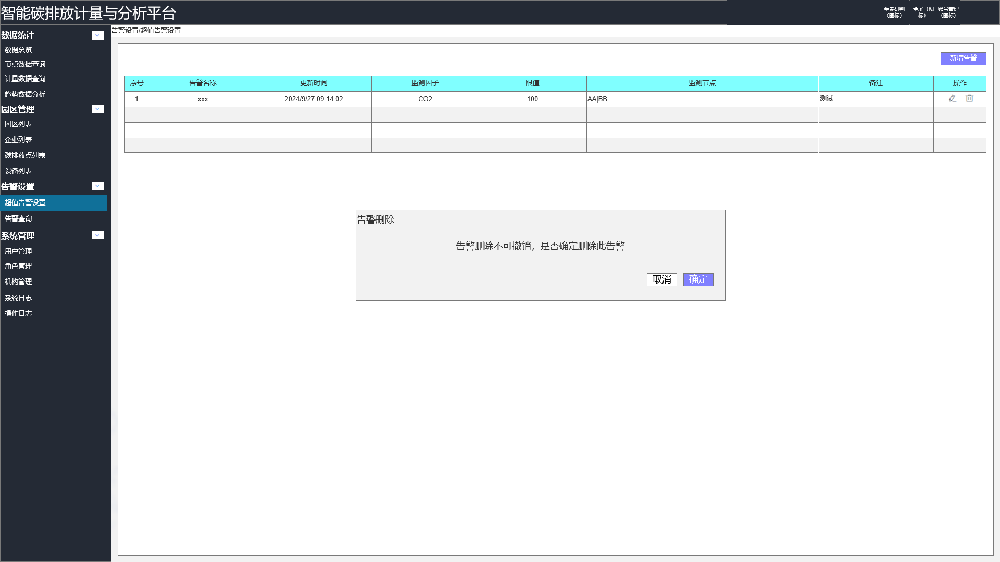 智能碳排放计量与分析平台
全景研判（图标）
全屏（图标）
账号管理（图标）
告警设置/超值告警设置
数据统计
数据总览
节点数据查询
计量数据查询
趋势数据分析
园区管理
园区列表
企业列表
碳排放点列表
设备列表
告警设置
超值告警设置
告警查询
系统管理
用户管理
角色管理
机构管理
系统日志
操作日志
新增告警
序号 告警名称 更新时间 监测因子 限值 监测节点 备注 操作
1 xxx 2024/9/27 09:14:02 CO2 100 AA|BB 测试
告警删除
告警删除不可撤销，是否确定删除此告警
取消 确定